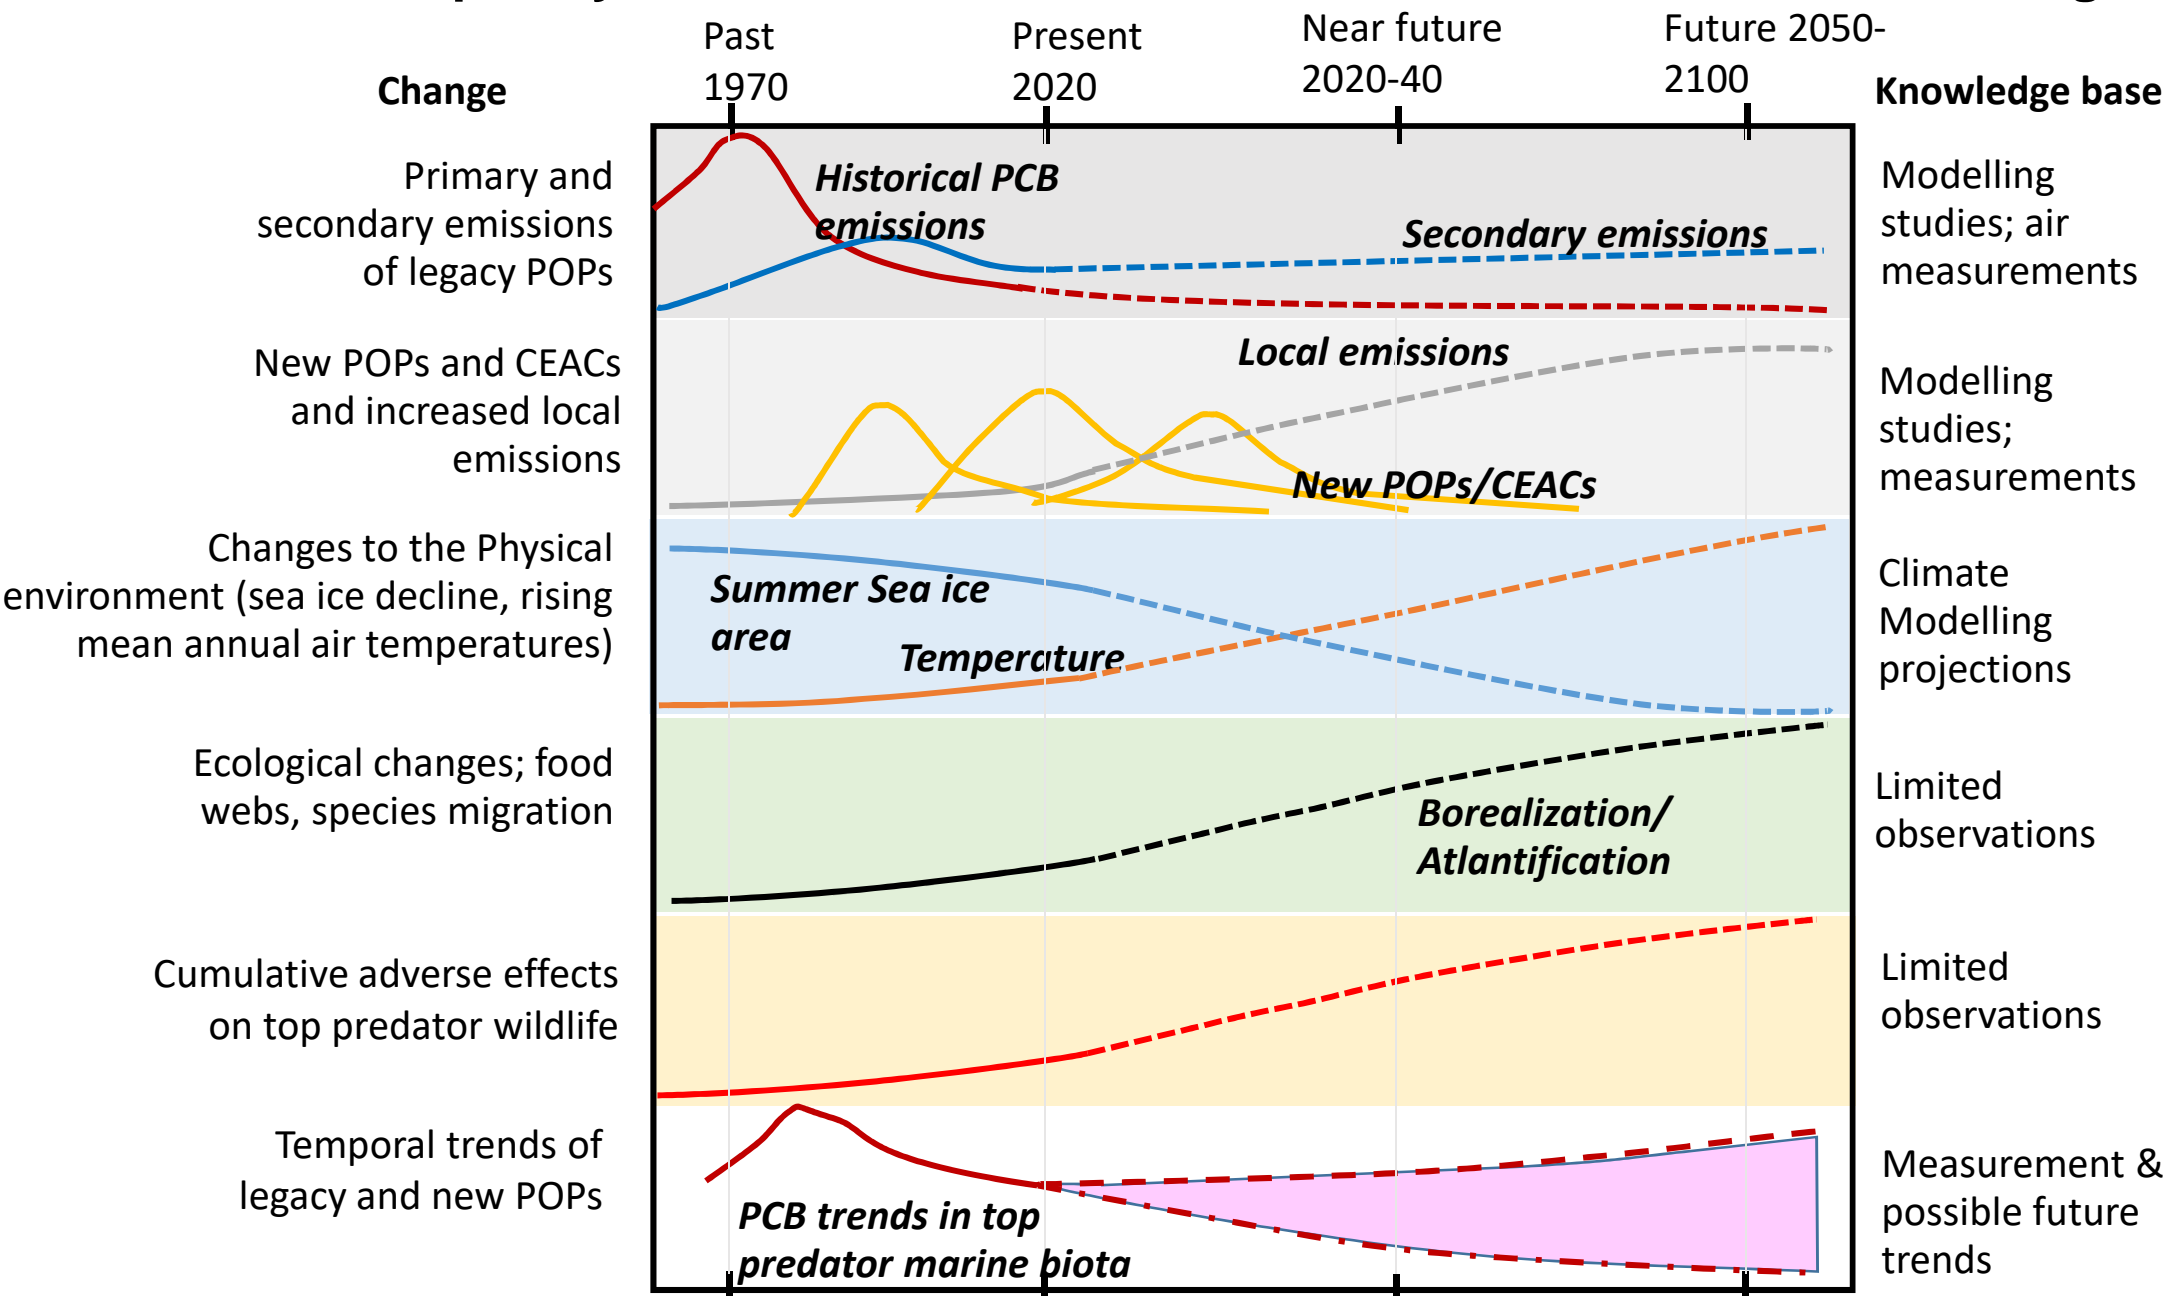 Past
1970
Present
2020
Near future
2020-40
Future 2050-
2100
Change
Knowledge base
Primary and
secondary emissions
of legacy POPs
Historical PCB
emissions
Secondary emissions
Modelling
studies; air
measurements
New POPs and CEACs
and increased local
emissions
Local emissions
New POPs/CEACs
Modelling
studies;
measurements
Changes to the Physical
environment (sea ice decline, rising
mean annual air temperatures)
Summer Sea ice
area
Temperature
Climate
Modelling
projections
Ecological changes; food
webs, species migration
Borealization/
Atlantification
Limited
observations
Cumulative adverse effects
on top predator wildlife
Limited
observations
Temporal trends of
legacy and new POPs
PCB trends in top
predator marine biota
Measurement &
possible future
trends